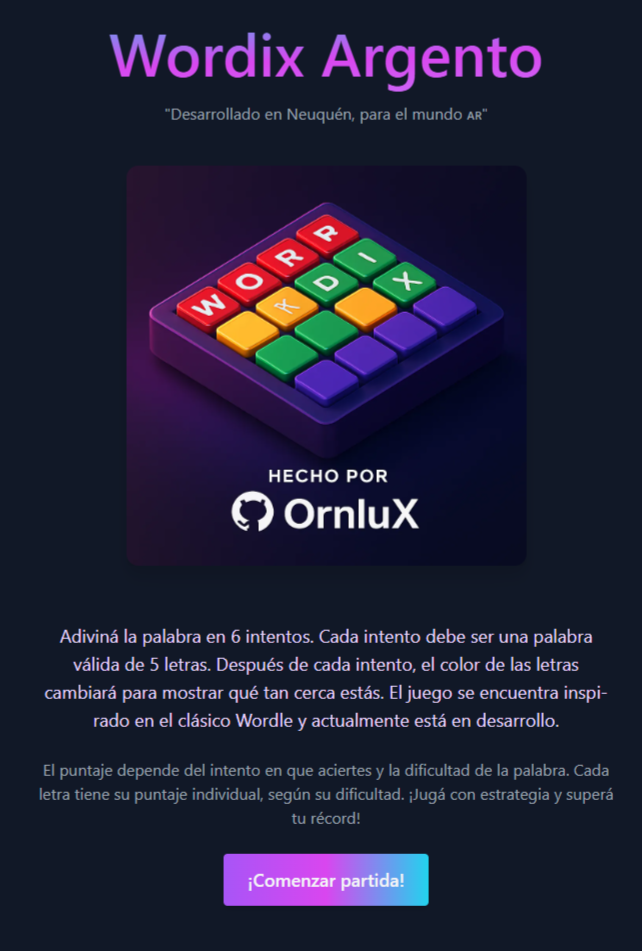 Wordix Argento
"Desarrollado en Neuquén, para el mundo AR"
W O R R
K D I
X
HECHO POR
OrnluX
Adiviná la palabra en 6 intentos. Cada intento debe ser una palabra
válida de 5 letras. Después de cada intento, el color de las letras
cambiará para mostrar qué tan cerca estás. El juego se encuentra inspi-
rado en el clásico Wordle y actualmente está en desarrollo.
El puntaje depende del intento en que aciertes y la dificultad de la palabra. Cada
letra tiene su puntaje individual, según su dificultad. ¡Jugá con estrategia y superá
tu récord!
¡Comenzar partida!